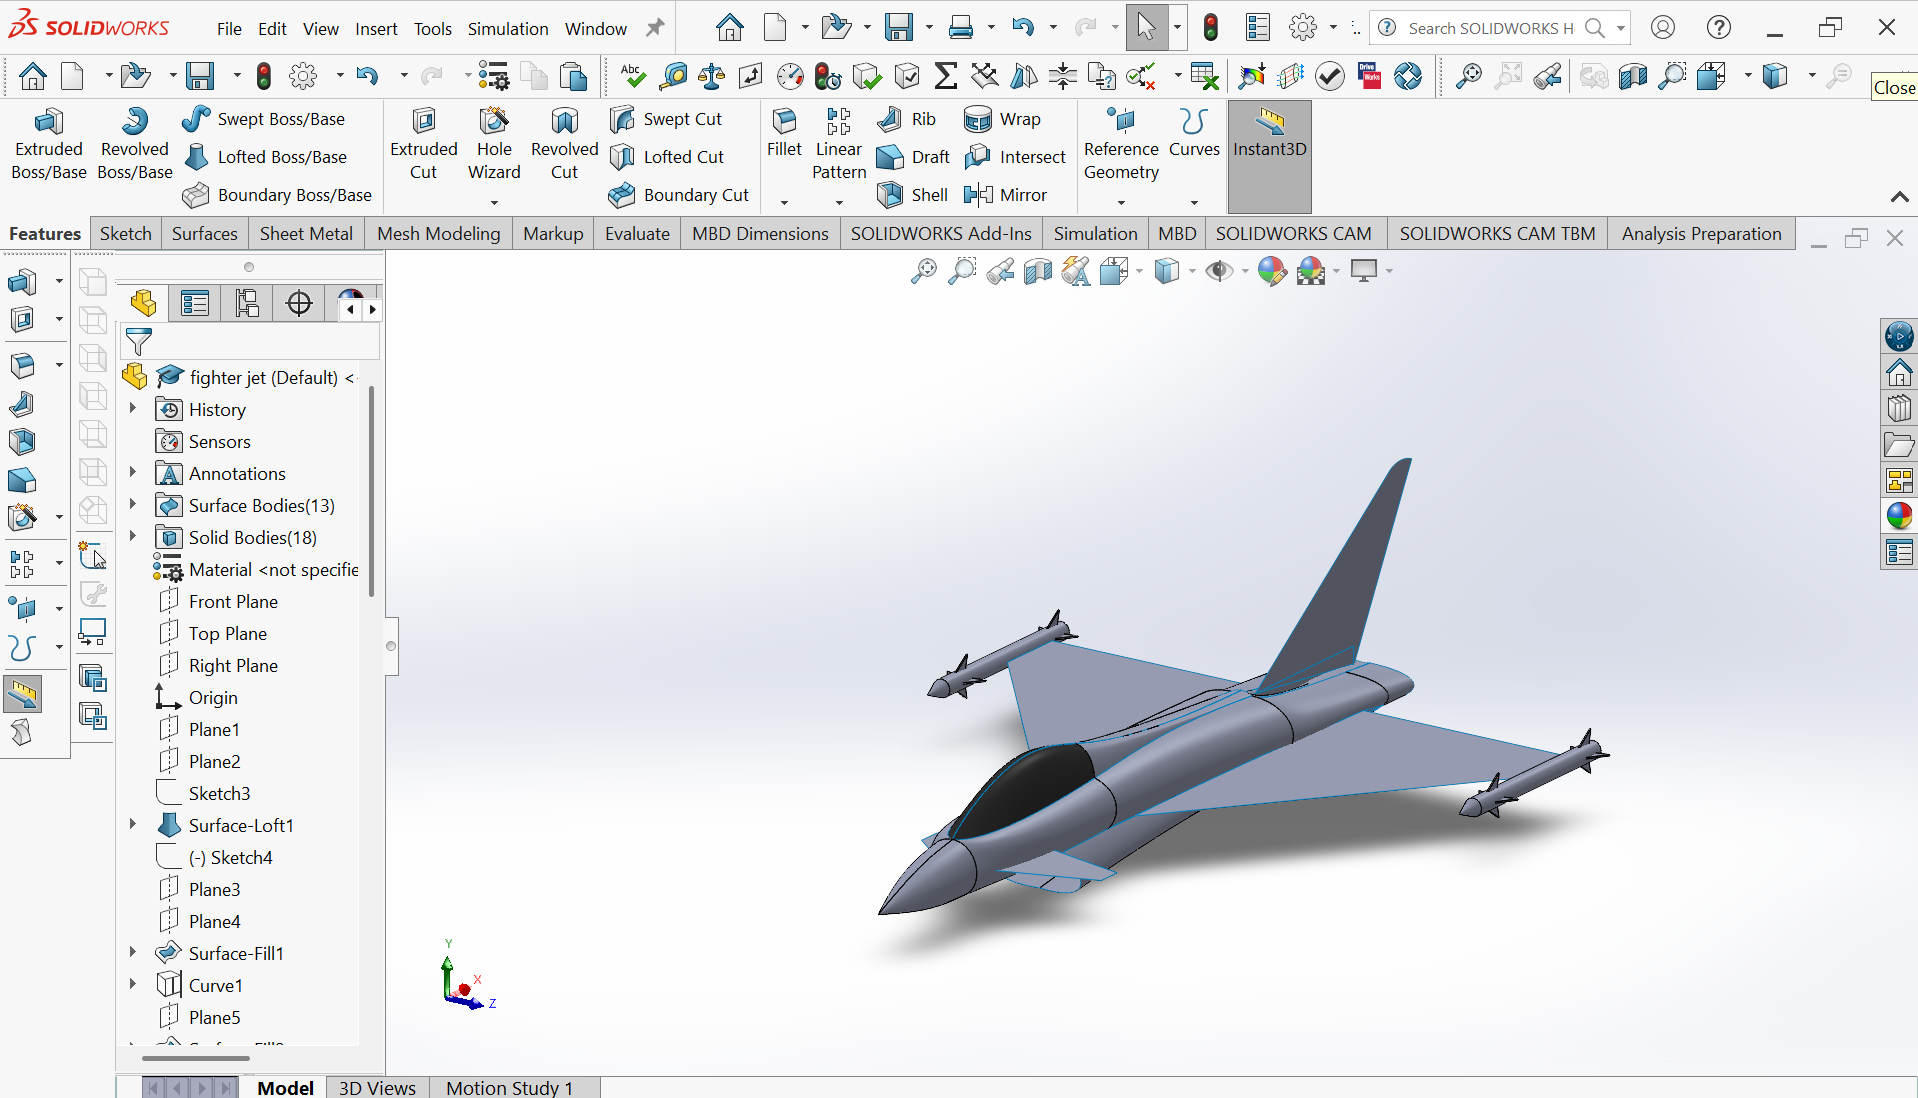 SOLIDWORKS File Edit View Insert Tools Simulation Window Search SOLIDWORKS H
Close
Extruded Boss/Base
Revolved Boss/Base
Swept Boss/Base
Lofted Boss/Base
Boundary Boss/Base
Extruded Cut
Hole Wizard
Revolved Cut
Swept Cut
Lofted Cut
Boundary Cut
Fillet
Linear Pattern
Rib
Draft
Shell
Wrap
Intersect
Mirror
Reference Geometry
Curves
Instant3D
Features Sketch Surfaces Sheet Metal Mesh Modeling Markup Evaluate MBD Dimensions SOLIDWORKS Add-Ins Simulation MBD SOLIDWORKS CAM SOLIDWORKS CAM TBM Analysis Preparation
fighter jet (Default) <
History
Sensors
Annotations
Surface Bodies(13)
Solid Bodies(18)
Material <not specifie
Front Plane
Top Plane
Right Plane
Origin
Plane1
Plane2
Sketch3
Surface-Loft1
(-) Sketch4
Plane3
Plane4
Surface-Fill1
Curve1
Plane5
Y
X
Z
Model 3D Views Motion Study 1